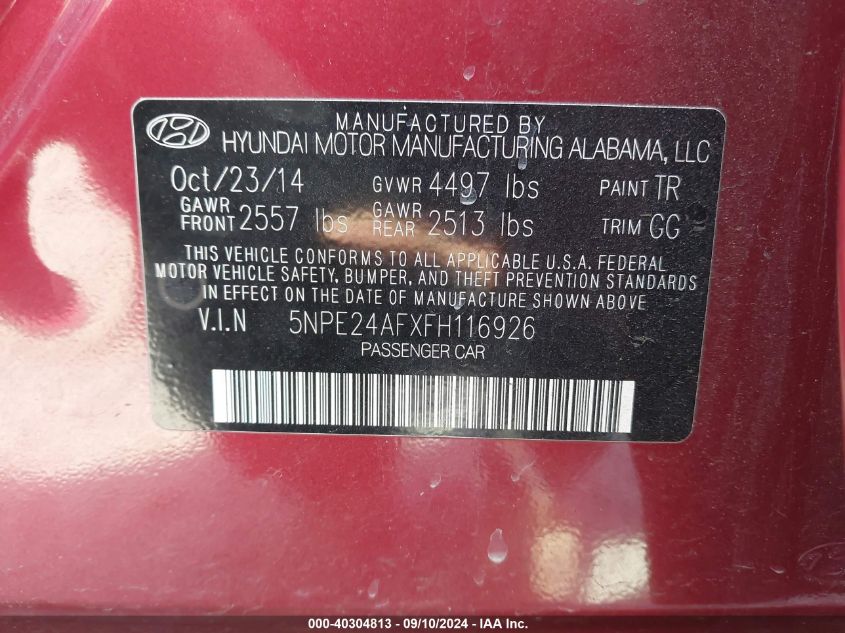 MANUFACTURED BY
HYUNDAI MOTOR MANUFACTURING ALABAMA, LLC
Oct/23/14 GVWR 4497 lbs PAINT TR
GAWR FRONT 2557 lbs GAWR REAR 2513 lbs TRIM GG
THIS VEHICLE CONFORMS TO ALL APPLICABLE U.S.A. FEDERAL
MOTOR VEHICLE SAFETY, BUMPER, AND THEFT PREVENTION STANDARDS
IN EFFECT ON THE DATE OF MANUFACTURE SHOWN ABOVE
V.I.N 5NPE24AFXFH116926
PASSENGER CAR
000-40304813 - 09/10/2024 - IAA Inc.